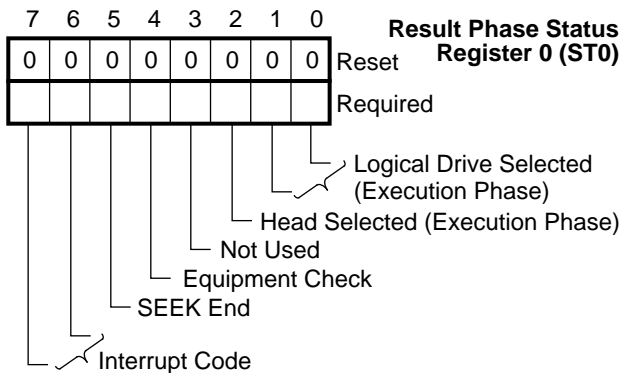 7 6 5 4 3 2 1 0
Result Phase Status
Register 0 (ST0)
0 0 0 0 0 0 0 0 Reset
Required
Logical Drive Selected
(Execution Phase)
Head Selected (Execution Phase)
Not Used
Equipment Check
SEEK End
Interrupt Code